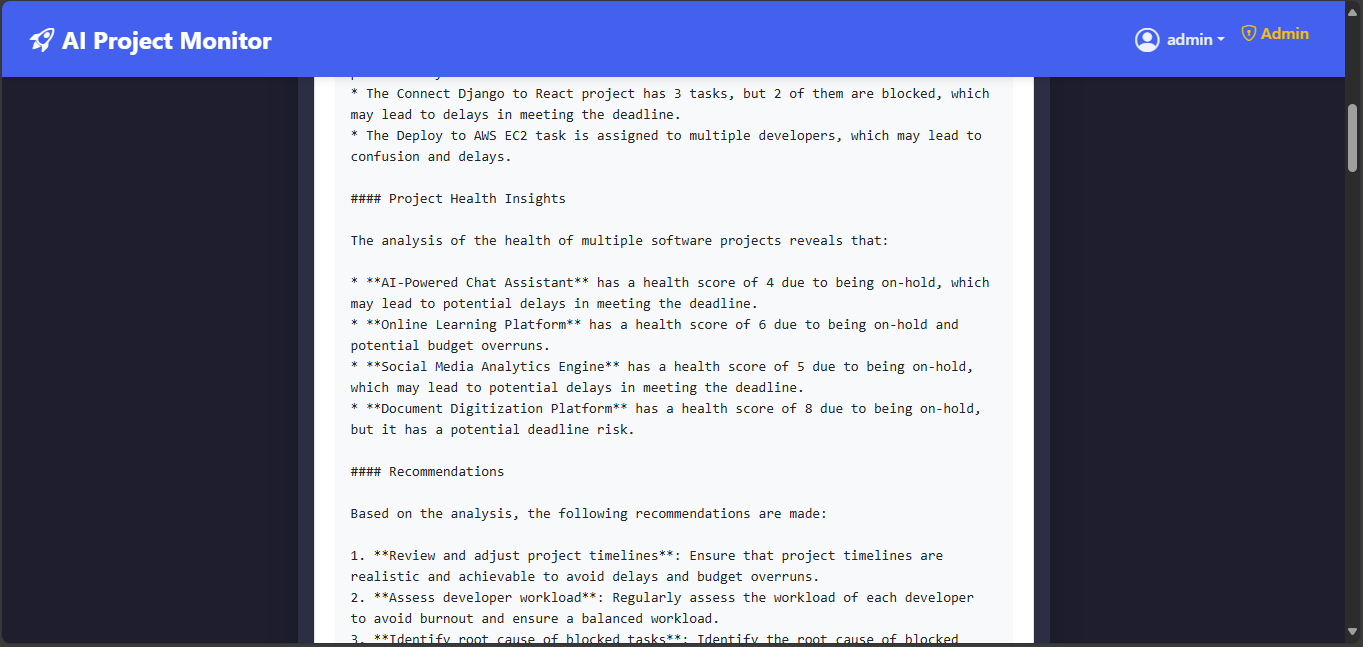 AI Project Monitor
admin
Admin
* The Connect Django to React project has 3 tasks, but 2 of them are blocked, which
may lead to delays in meeting the deadline.
* The Deploy to AWS EC2 task is assigned to multiple developers, which may lead to
confusion and delays.
#### Project Health Insights
The analysis of the health of multiple software projects reveals that:
* **AI-Powered Chat Assistant** has a health score of 4 due to being on-hold, which
may lead to potential delays in meeting the deadline.
* **Online Learning Platform** has a health score of 6 due to being on-hold and
potential budget overruns.
* **Social Media Analytics Engine** has a health score of 5 due to being on-hold,
which may lead to potential delays in meeting the deadline.
* **Document Digitization Platform** has a health score of 8 due to being on-hold,
but it has a potential deadline risk.
#### Recommendations
Based on the analysis, the following recommendations are made:
1. **Review and adjust project timelines**: Ensure that project timelines are
realistic and achievable to avoid delays and budget overruns.
2. **Assess developer workload**: Regularly assess the workload of each developer
to avoid burnout and ensure a balanced workload.
3. **Identify root cause of blocked tasks**: Identify the root cause of blocked